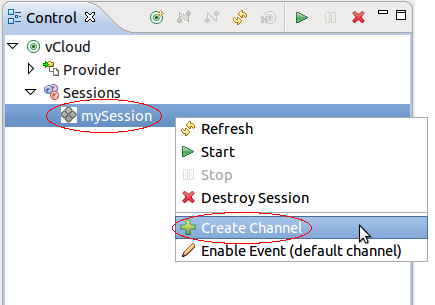 Control
vCloud
Provider
Sessions
mySession
Refresh
Start
Stop
Destroy Session
Create Channel
Enable Event (default channel)